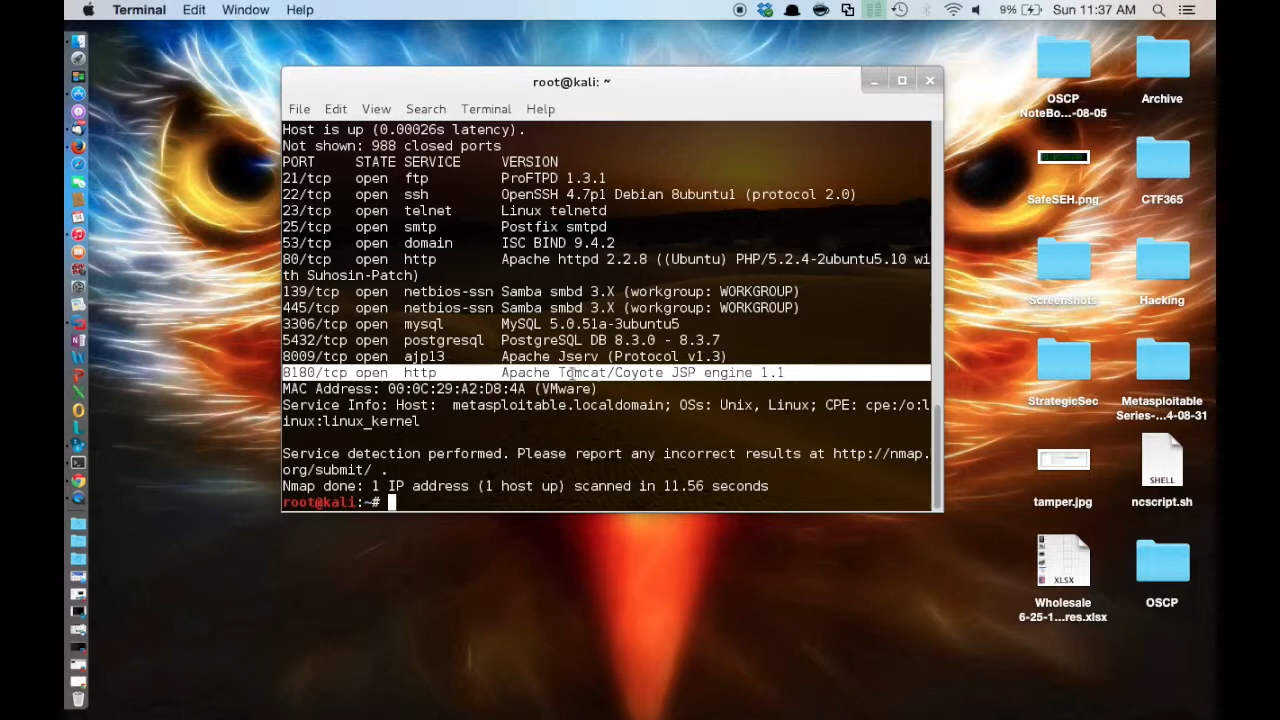 Terminal Edit Window Help 9% Sun 11:37 AM
root@kali: ~
File Edit View Search Terminal Help
Host is up (0.00026s latency).
Not shown: 988 closed ports
PORT STATE SERVICE VERSION
21/tcp open ftp ProFTPD 1.3.1
22/tcp open ssh OpenSSH 4.7p1 Debian 8ubuntu1 (protocol 2.0)
23/tcp open telnet Linux telnetd
25/tcp open smtp Postfix smtpd
53/tcp open domain ISC BIND 9.4.2
80/tcp open http Apache httpd 2.2.8 ((Ubuntu) PHP/5.2.4-2ubuntu5.10 wi
th Suhosin-Patch)
139/tcp open netbios-ssn Samba smbd 3.X (workgroup: WORKGROUP)
445/tcp open netbios-ssn Samba smbd 3.X (workgroup: WORKGROUP)
3306/tcp open mysql MySQL 5.0.51a-3ubuntu5
5432/tcp open postgresql PostgreSQL DB 8.3.0 - 8.3.7
8009/tcp open ajp13 Apache Jserv (Protocol v1.3)
8180/tcp open http Apache Tomcat/Coyote JSP engine 1.1
MAC Address: 00:0C:29:A2:D8:4A (VMware)
Service Info: Host: metasploitable.localdomain; OSs: Unix, Linux; CPE: cpe:/o:l
inux:linux_kernel
Service detection performed. Please report any incorrect results at http://nmap.
org/submit/ .
Nmap done: 1 IP address (1 host up) scanned in 11.56 seconds
root@kali:~#
OSCP
NoteBo...-08-05
Archive
SafeSEH.png
CTF365
Screenshots
Hacking
StrategicSec
Metasploitable
Series-...4-08-31
tamper.jpg
SHELL
ncscript.sh
XLSX
Wholesale
6-25-1...res.xlsx
OSCP